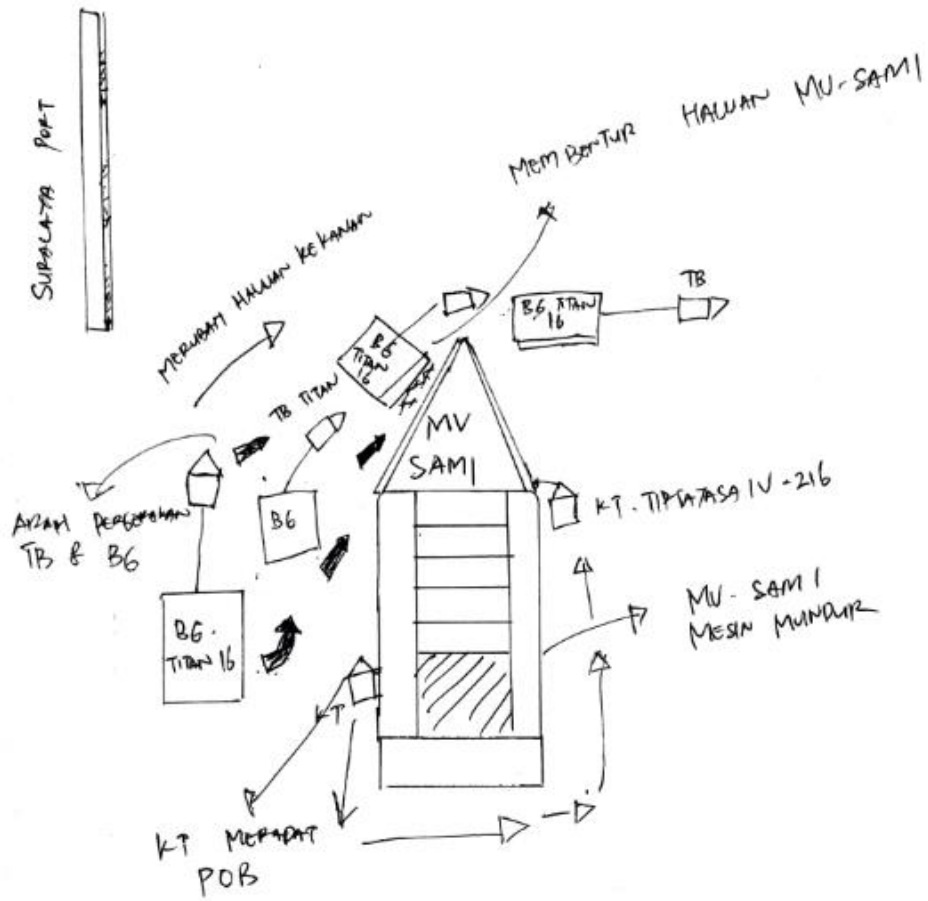 SURALAYA PORT
MEMBENTUR HALUAN MV-SAMI
MERUBAH HALUAN KEKANAN
TB
BG. TITAN
16
BG
TITAN
16
TB TITAN
MV
SAMI
ARAH PERGERAKAN
TB & BG
BG
KT. TIRTAYASA IV-216
BG.
TITAN 16
MV. SAMI
MESIN MUNDUR
KT
KT MERAPAT
POB